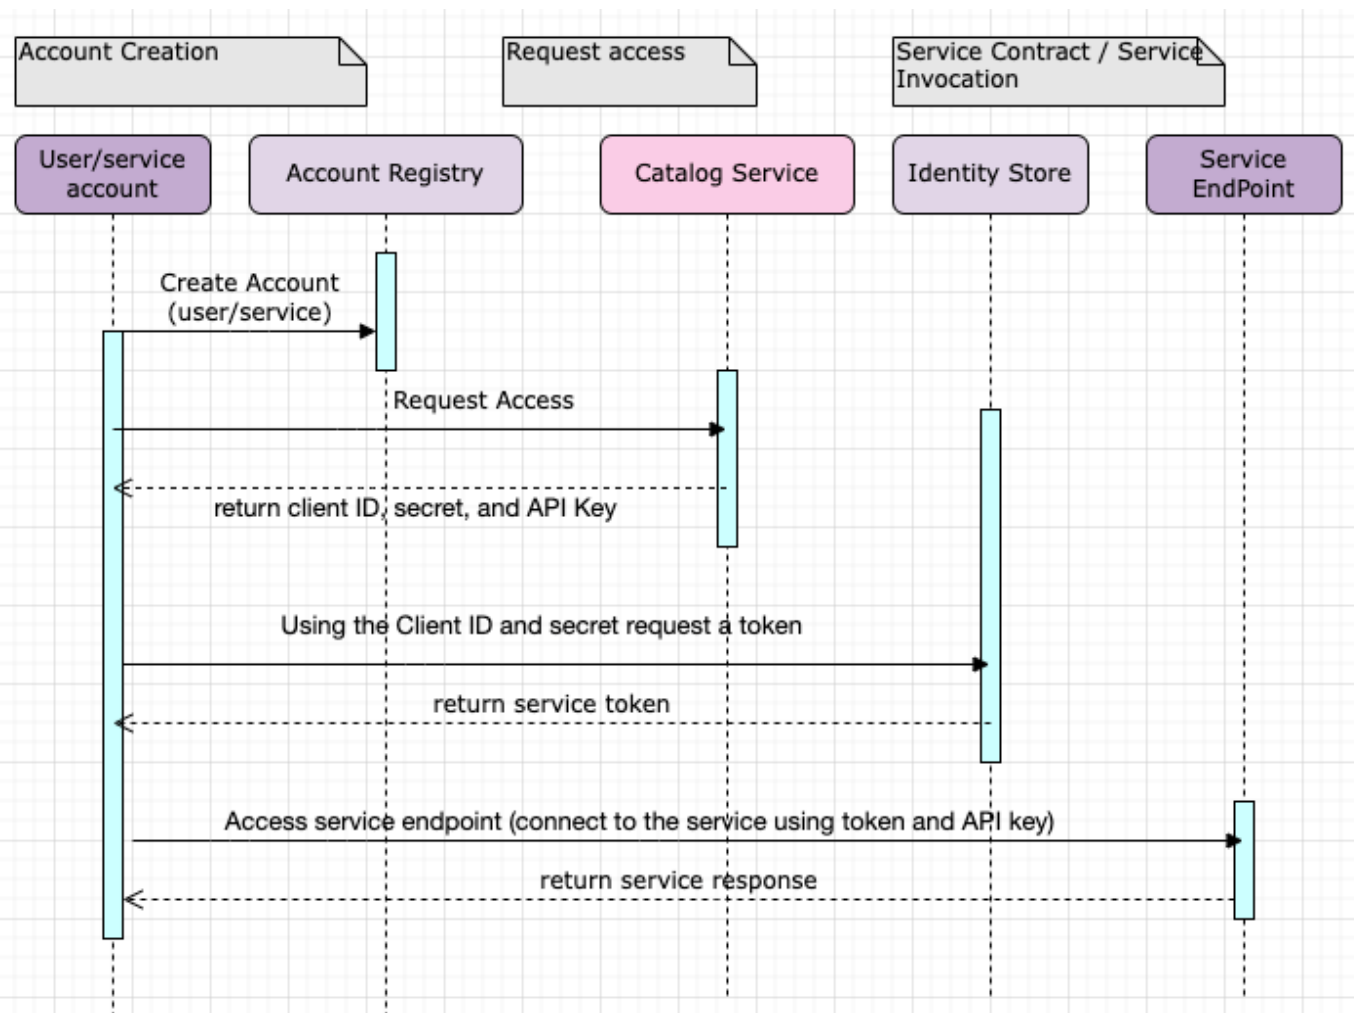 Account Creation
Request access
Service Contract / Service
Invocation
User/service
account
Account Registry
Catalog Service
Identity Store
Service
EndPoint
Create Account
(user/service)
Request Access
return client ID, secret, and API Key
Using the Client ID and secret request a token
return service token
Access service endpoint (connect to the service using token and API key)
return service response